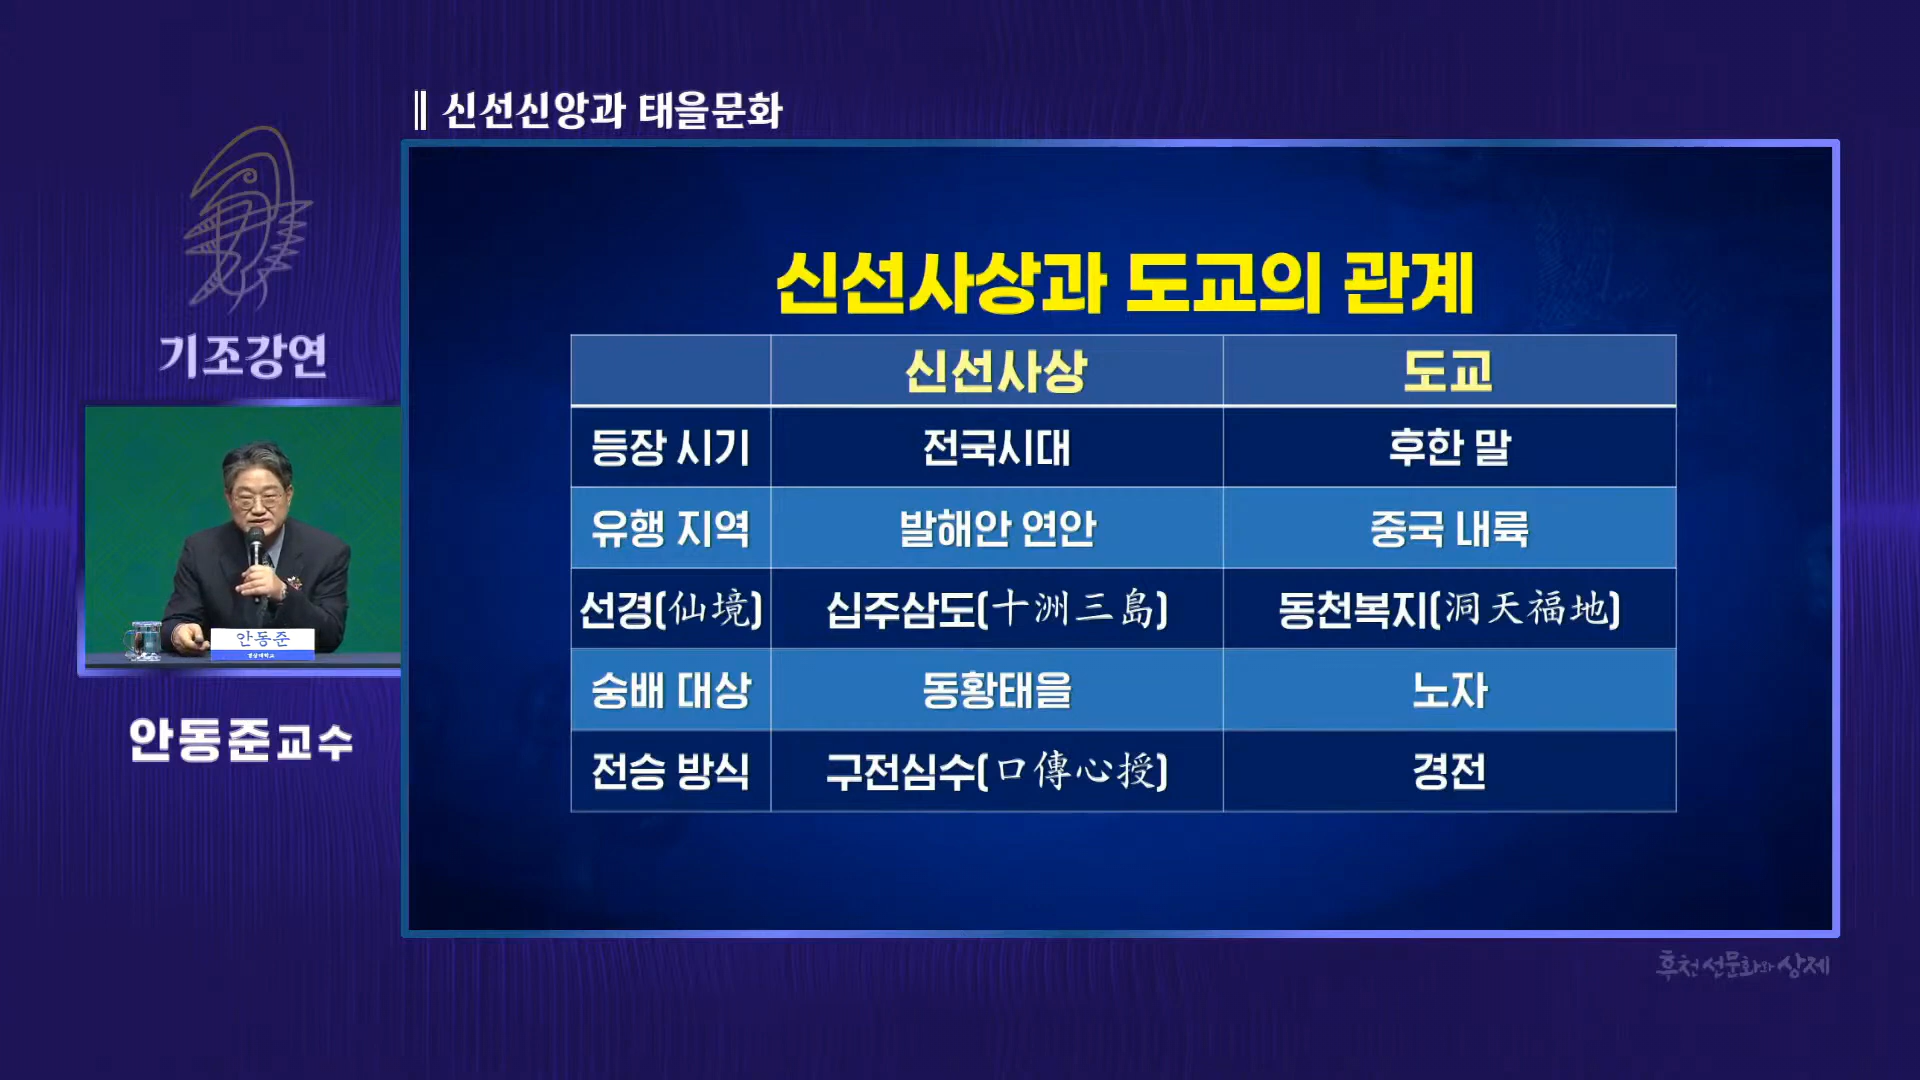 신선신앙과 태을문화
기조강연
안동준
경상대학교
안동준교수
신선사상과 도교의 관계
신선사상 도교
등장 시기 전국시대 후한 말
유행 지역 발해안 연안 중국 내륙
선경(仙境) 십주삼도(十洲三島) 동천복지(洞天福地)
숭배 대상 동황태을 노자
전승 방식 구전심수(口傳心授) 경전
후천 선문화와 상제